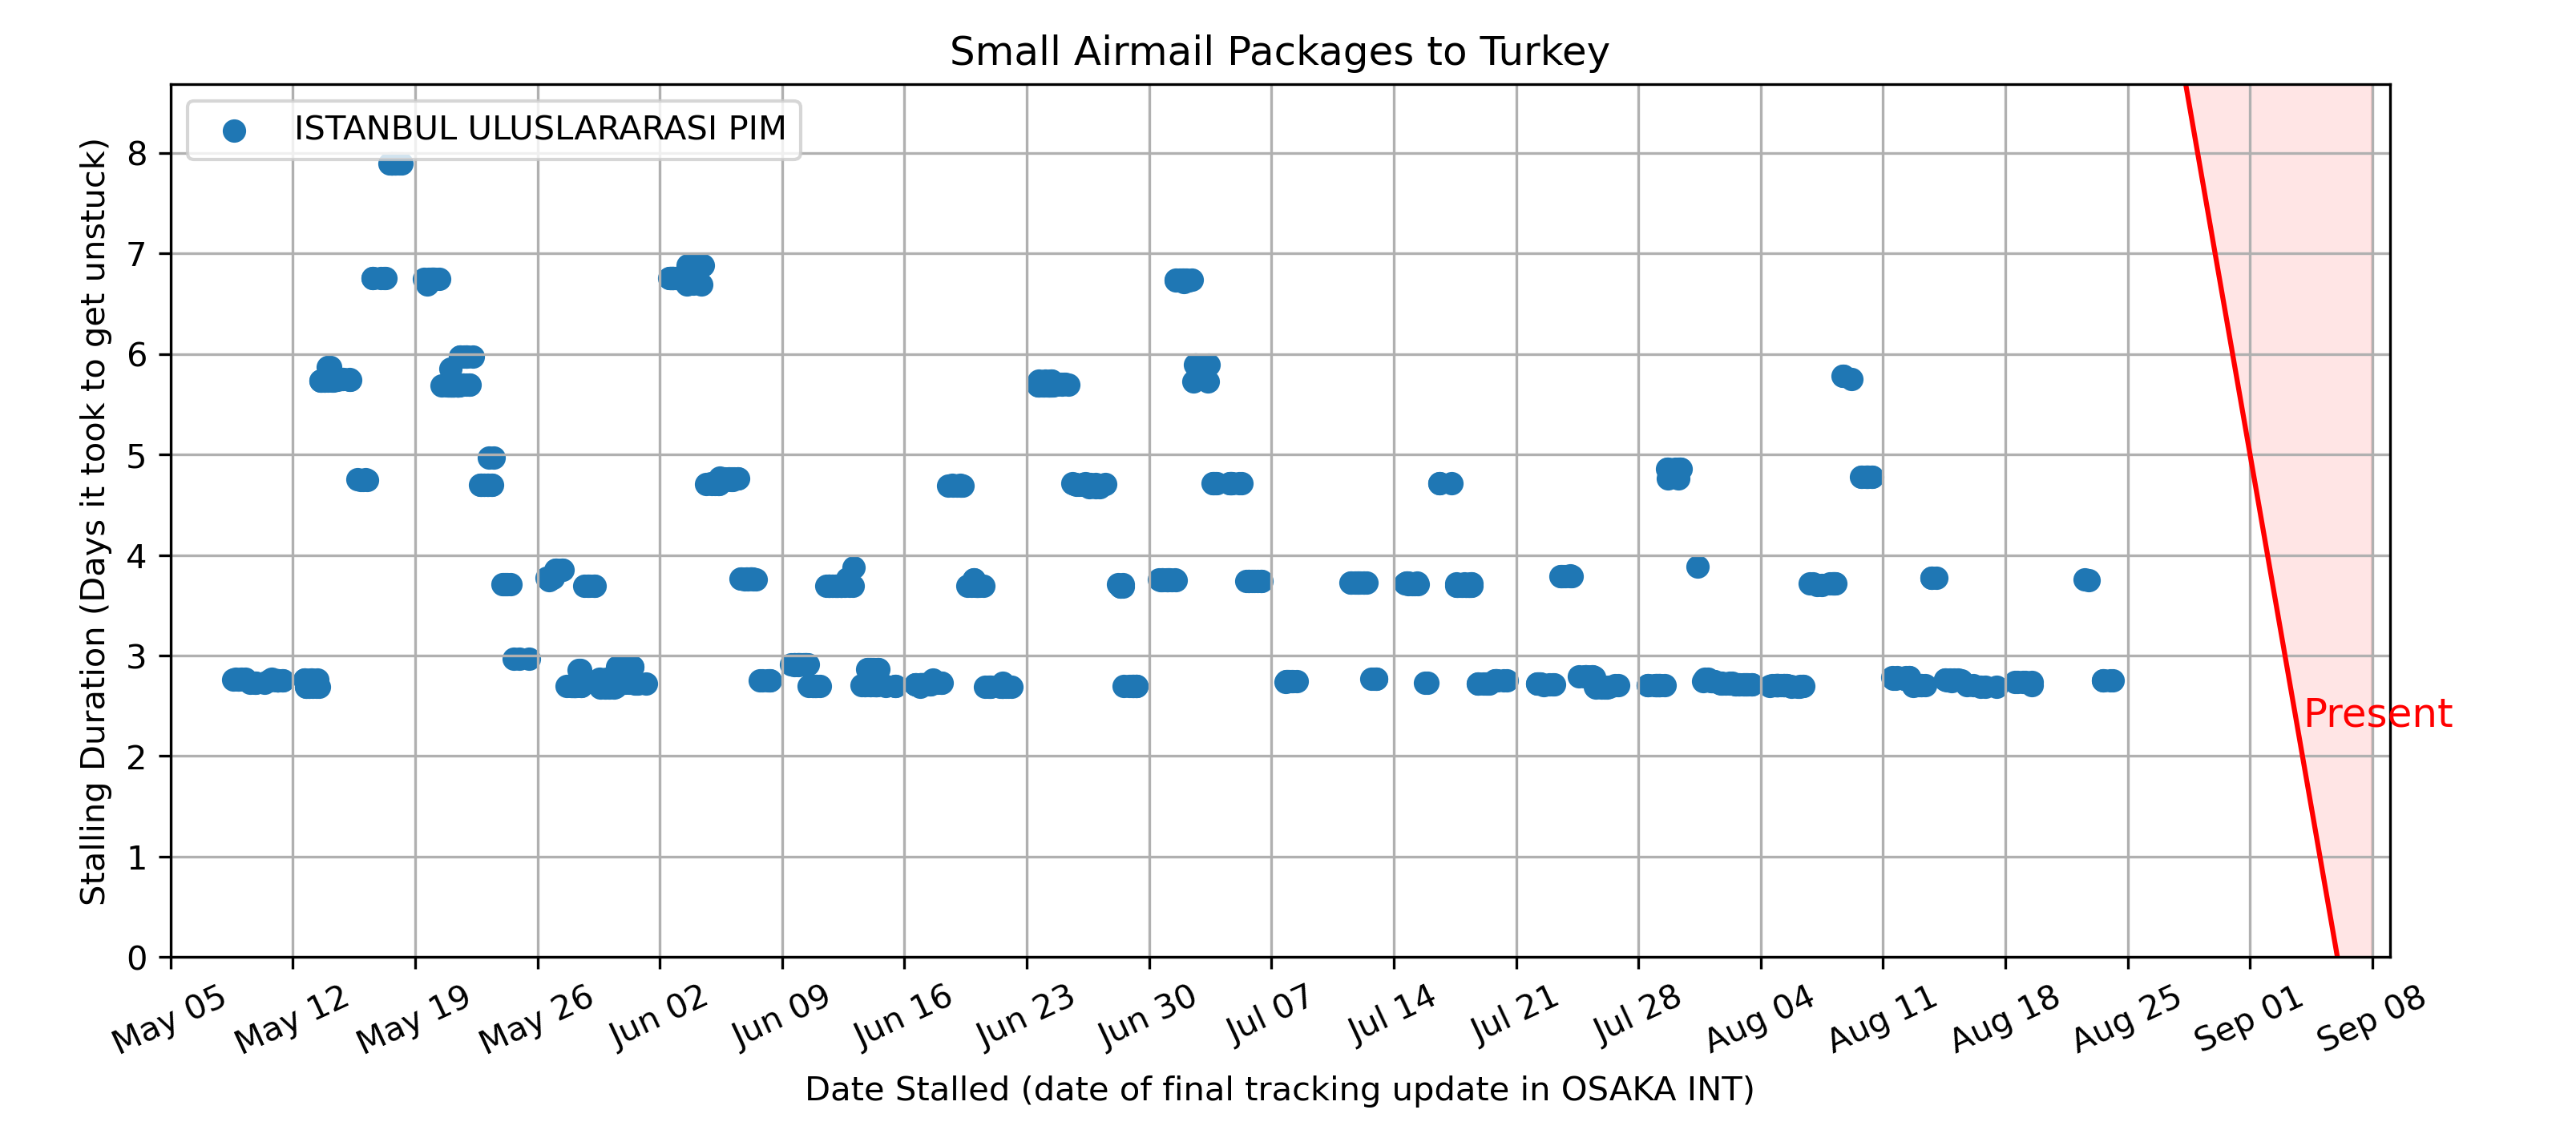 Small Airmail Packages to Turkey
ISTANBUL ULUSLARARASI PIM
Stalling Duration (Days it took to get unstuck)
8
7
6
5
4
3
2
1
0
Present
May 05
May 12
May 19
May 26
Jun 02
Jun 09
Jun 16
Jun 23
Jun 30
Jul 07
Jul 14
Jul 21
Jul 28
Aug 04
Aug 11
Aug 18
Aug 25
Sep 01
Sep 08
Date Stalled (date of final tracking update in OSAKA INT)